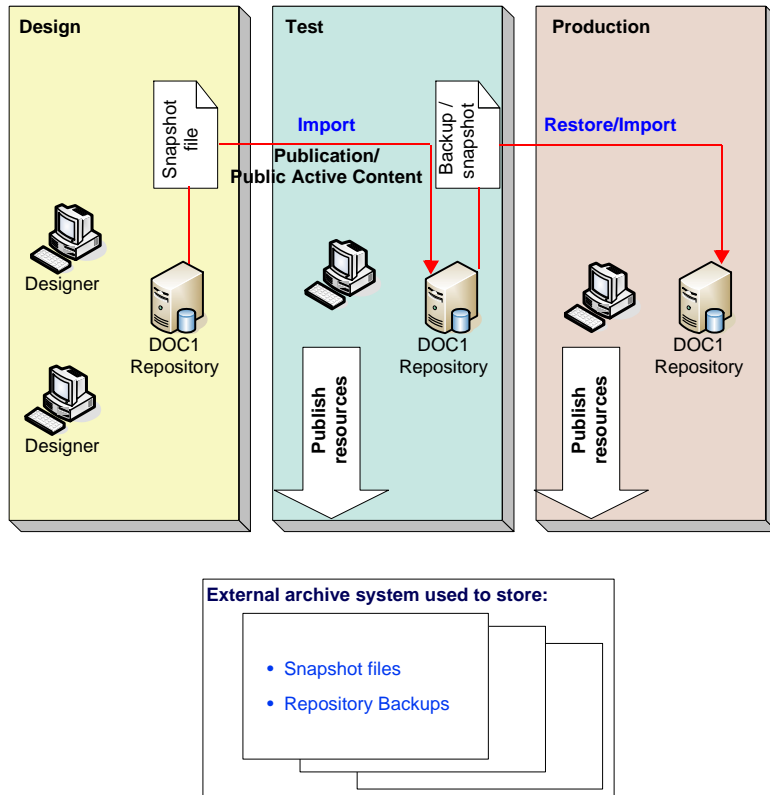 Design
Snapshot
file
Designer
DOC1
Repository
Designer
Test
Import
Publication/
Public Active Content
Backup /
snapshot
DOC1
Repository
Publish
resources
Production
Restore/Import
DOC1
Repository
Publish
resources
External archive system used to store:
• Snapshot files
• Repository Backups